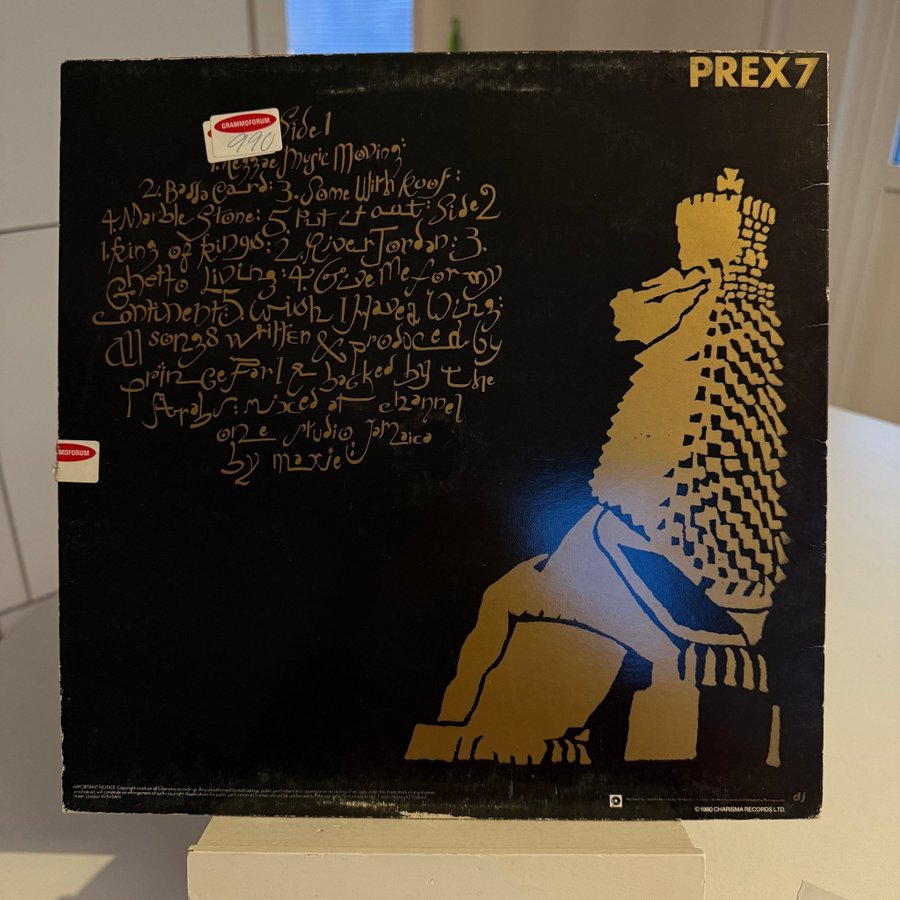 PREX7
GRAMMOFORUM
990
Side 1
1. Reggae Music Moving:
2. Bassa Card: 3. Some With Roof:
4. Marble Stone: 5. Put it out: Side 2
1. King of Kings: 2. River Jordan: 3.
Ghetto Living: 4. Give Me for my
Continent: 5. wish I Haved Wing:
All songs written & produced by
prince Far I & backed by the
Arabs: mixed at channel
one studio Jamaica
by maxie
MOFORUM
dj
© 1980 CHARISMA RECORDS LTD.